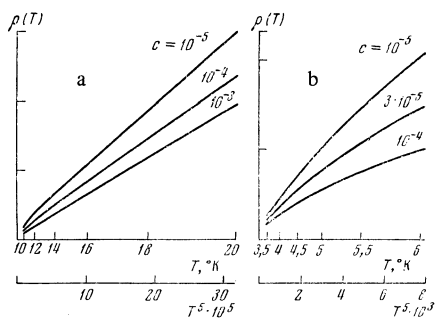 ρ(T)
c = 10⁻⁵
10⁻⁴
10⁻³
a
10 12 14 16 18 20
T, °K
10 20 30
T⁵·10⁵
ρ(T)
c = 10⁻⁵
3·10⁻⁵
10⁻⁴
b
3,5 4 4,5 5 5,5 6
T, °K
2 4 6 8
T⁵·10³